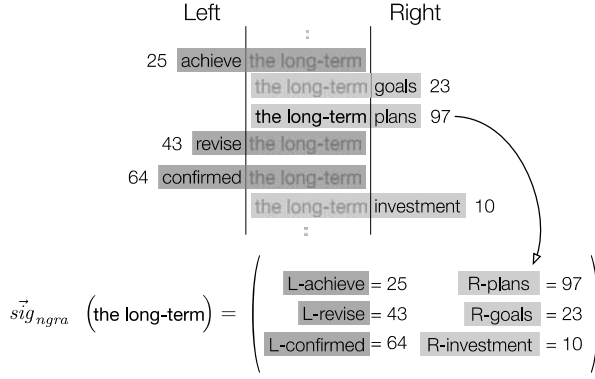 Left Right
:
25 achieve the long-term
the long-term goals 23
the long-term plans 97
43 revise the long-term
64 confirmed the long-term
the long-term investment 10
:
L-achieve = 25 R-plans = 97
sig ngra (the long-term) = L-revise = 43 R-goals = 23
L-confirmed = 64 R-investment = 10